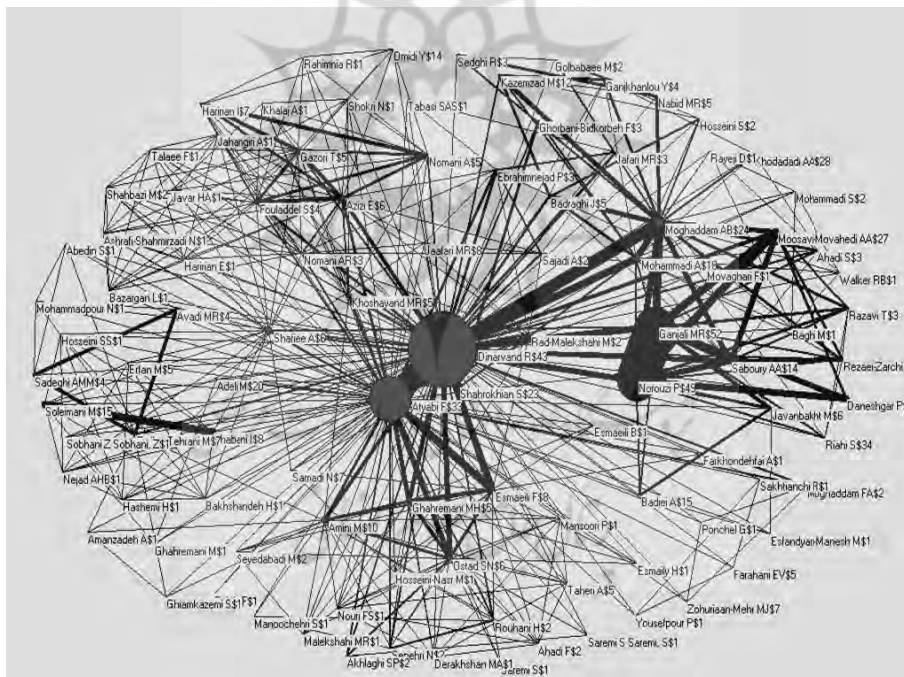 Omidi Y$14
Rahimnia R$1
Sedghi R$3
Golbabaee M$2
Kazemzad M$12
Ganjkhanlou Y$4
Haririan I$7
Khalaj A$1
Shokri N$1
Tabasi SAS$1
Nabid MR$5
Ghorbani-Bidkorbeh F$3
Hosseini S$2
Jahangiri A$1
Talaee F$1
Gazori T$5
Nomani A$5
Jafari MR$3
Rayeji D$1
Khodadadi AA$28
Ebrahimnejad P$3
Shahbazi M$2
Javar HA$1
Azizi E$6
Badraghi J$5
Mohammadi S$2
Fouladdel S$4
Moghaddam AB$24
Ashrafi-Shahmirzadi N$1
Moosavi-Movahedi AA$27
Abedin S$1
Nomani AR$3
Jaafari MR$8
Sajadi A$2
Ahadi S$3
Haririan E$1
Mohammadi A$18
Movaghari F$1
Walker RB$1
Bazargan L$1
Khoshayand MR$5
Mohammadpour N$1
Avadi MR$4
Razavi T$3
Shafiee A$6
Ganjali MR$52
Bagh M$1
Hosseini SS$1
Rad-Malekshahi M$2
Dinarvand R$43
Erfan M$5
Saboury AA$14
Rezaei-Zarchi
Sadeghi AMM$4
Adeli M$20
Norouzi P$49
Shahrokhian S$23
Daneshgar P$
Soleimani M$15
Atyabi F$33
Javanbakht M$6
Sobhani Z Sobhani, Z$1
Tehrani M$7
habeni I$8
Esmaeili B$1
Riahi S$34
Faridi
Nejad AHB$1
Samadi N$7
Sakhtianchi R$1
Hashemi H$1
Bakhshandeh H$1
Esmaeili F$8
Badiei A$15
Moghaddam FA$2
Ghahremani MH$5
Amini M$10
Mansoori P$1
Ponchel G$1
Amanzadeh A$1
Eslandyari-Manesh M$1
Ghahremani M$1
Seyedabadi M$2
Ostad SN$6
Esmaily H$1
Farahani EV$5
Hosseini-Nasr M$1
Taheri A$5
Ghiamkazemi S$1
F$1
Nouri FS$1
Zohuriaan-Mehr MJ$7
Manoochehri S$1
Rouhani H$2
Youselpour P$1
Malekshahi MR$1
Saremi S Saremi, S$1
Akhlaghi SP$2
Sepehri N$2
Ahadi F$2
Derakhshan MA$1
Jaremi S$1